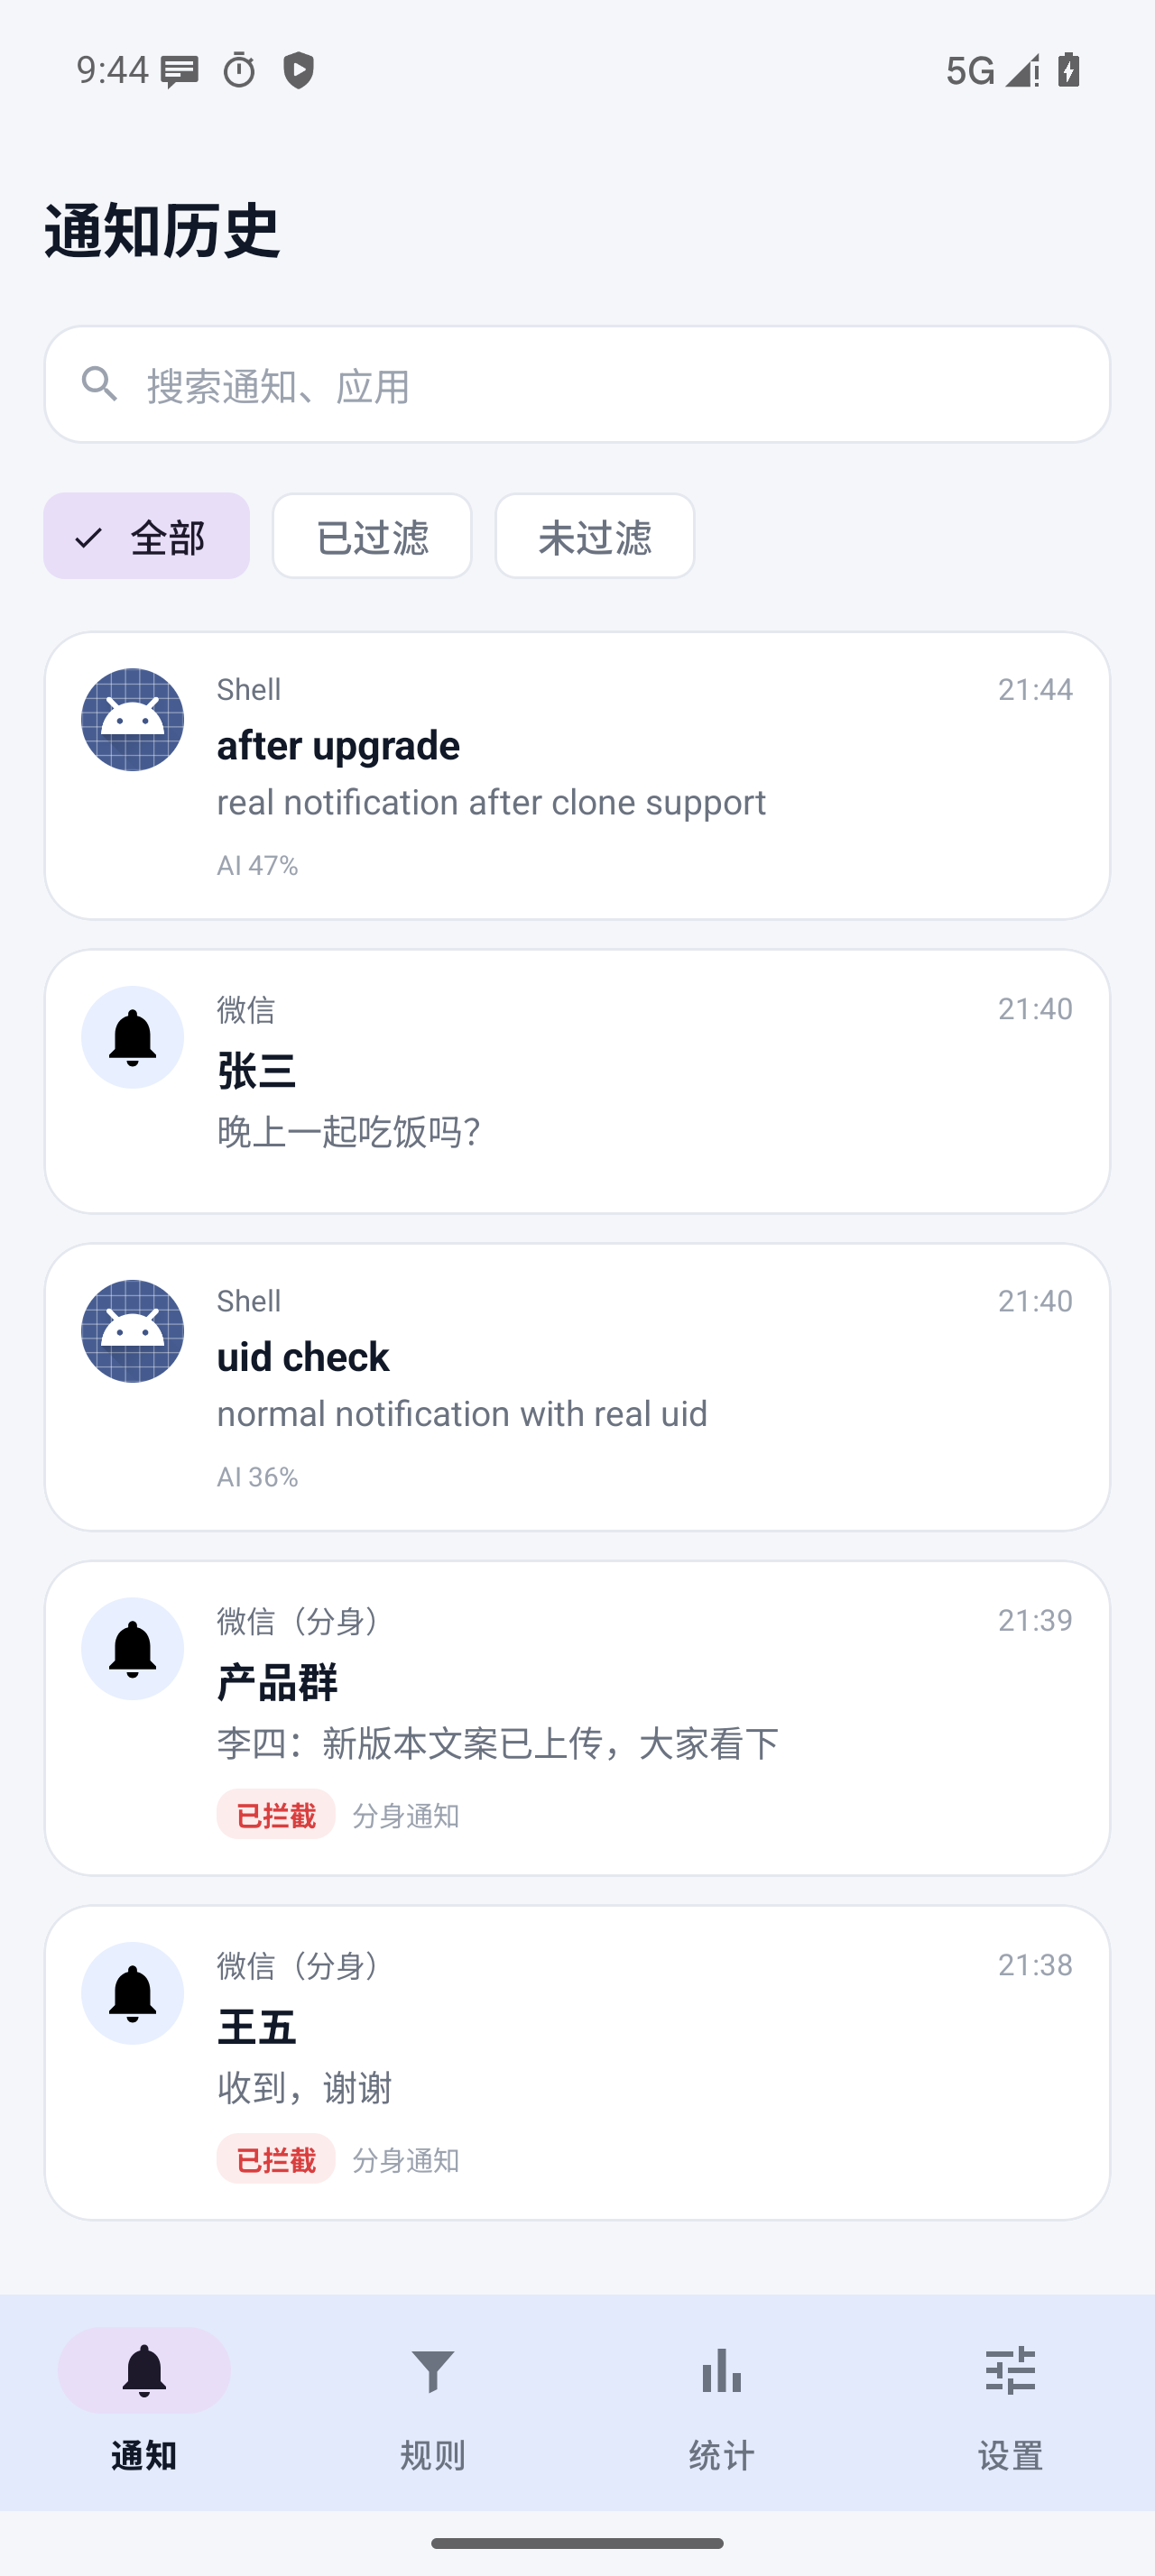 9:44
5G
通知历史
搜索通知、应用
全部
已过滤
未过滤
Shell
21:44
after upgrade
real notification after clone support
AI 47%
微信
21:40
张三
晚上一起吃饭吗？
Shell
21:40
uid check
normal notification with real uid
AI 36%
微信（分身）
21:39
产品群
李四：新版本文案已上传，大家看下
已拦截 分身通知
微信（分身）
21:38
王五
收到，谢谢
已拦截 分身通知
通知
规则
统计
设置